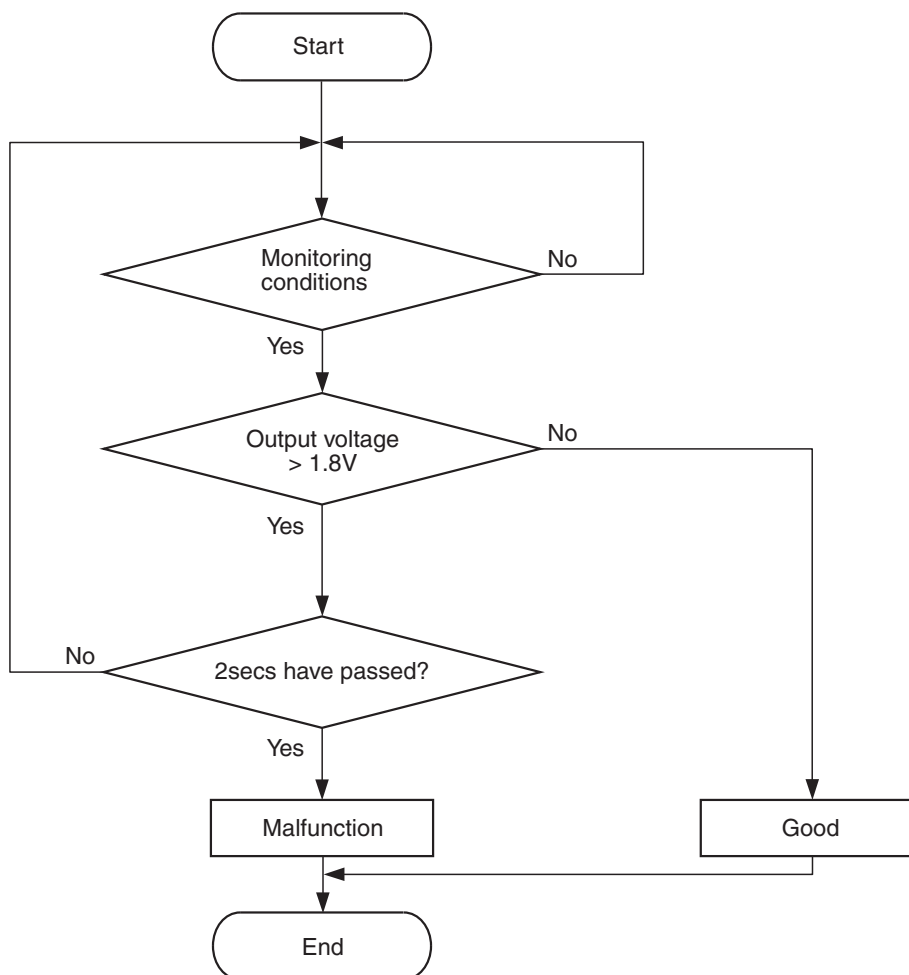 Start
Monitoring
conditions
No
Yes
Output voltage
> 1.8V
No
Yes
2secs have passed?
No
Yes
Malfunction
Good
End